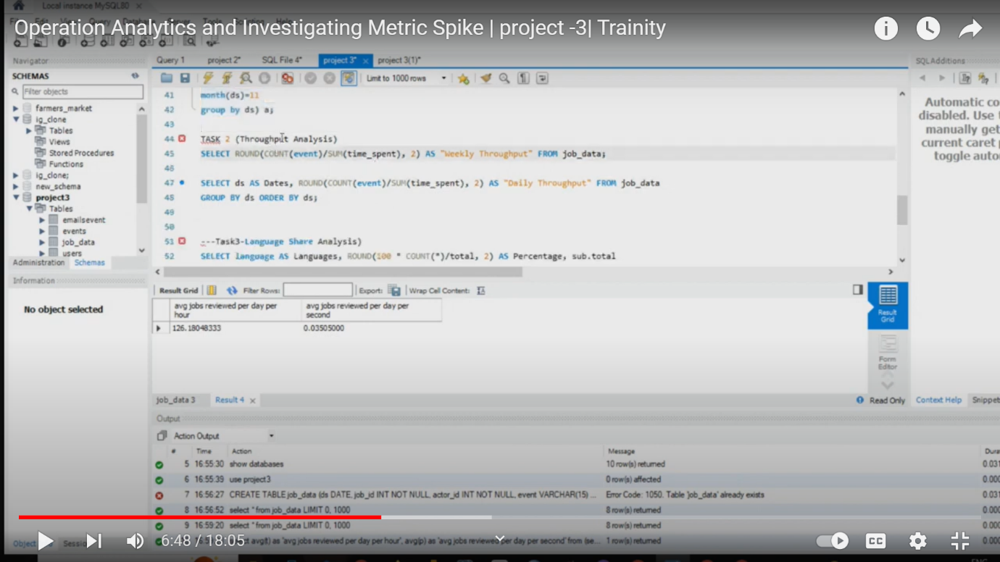 Local instance MySQL80 ×
Operation Analytics and Investigating Metric Spike | project -3| Trainity
Navigator
Query 1 project 2* SQL File 4* project 3* × project 3(1)*
SQLAdditions
SCHEMAS
Limit to 1000 rows
Filter objects
farmers_market
ig_clone
Tables
Views
Stored Procedures
Functions
ig_clone;
new_schema
project3
Tables
emailsevent
events
job_data
users
Administration Schemas
Information
No object selected
41 month(ds)=11
42 group by ds) a;
43
44 TASK 2 (Throughput Analysis)
45 SELECT ROUND(COUNT(event)/SUM(time_spent), 2) AS "Weekly Throughput" FROM job_data;
46
47 SELECT ds AS Dates, ROUND(COUNT(event)/SUM(time_spent), 2) AS "Daily Throughput" FROM job_data
48 GROUP BY ds ORDER BY ds;
49
50
51 ---Task3-Language Share Analysis)
52 SELECT language AS Languages, ROUND(100 * COUNT(*)/total, 2) AS Percentage, sub.total
Automatic co
disabled. Use
manually get
current caret p
toggle auto
Result Grid Filter Rows: Export: Wrap Cell Content:
avg jobs reviewed per day per hour avg jobs reviewed per day per second
126.18048333 0.03505000
Result Grid
Form Editor
job_data 3 Result 4 ×
Read Only Context Help Snippet
Output
Action Output
# Time Action Message Dura
5 16:55:30 show databases 10 row(s) returned 0.031
6 16:55:39 use project3 0 row(s) affected 0.000
7 16:56:27 CREATE TABLE job_data (ds DATE, job_id INT NOT NULL, actor_id INT NOT NULL, event VARCHAR(15) ... Error Code: 1050. Table 'job_data' already exists 0.031
8 16:56:52 select * from job_data LIMIT 0, 1000 8 row(s) returned 0.000
9 16:59:20 select * from job_data LIMIT 0, 1000 8 row(s) returned 0.000
avg(t) as 'avg jobs reviewed per day per hour', avg(p) as 'avg jobs reviewed per day per second' from (se... 1 row(s) returned 0.000
Object Sessi
6:48 / 18:05
CC